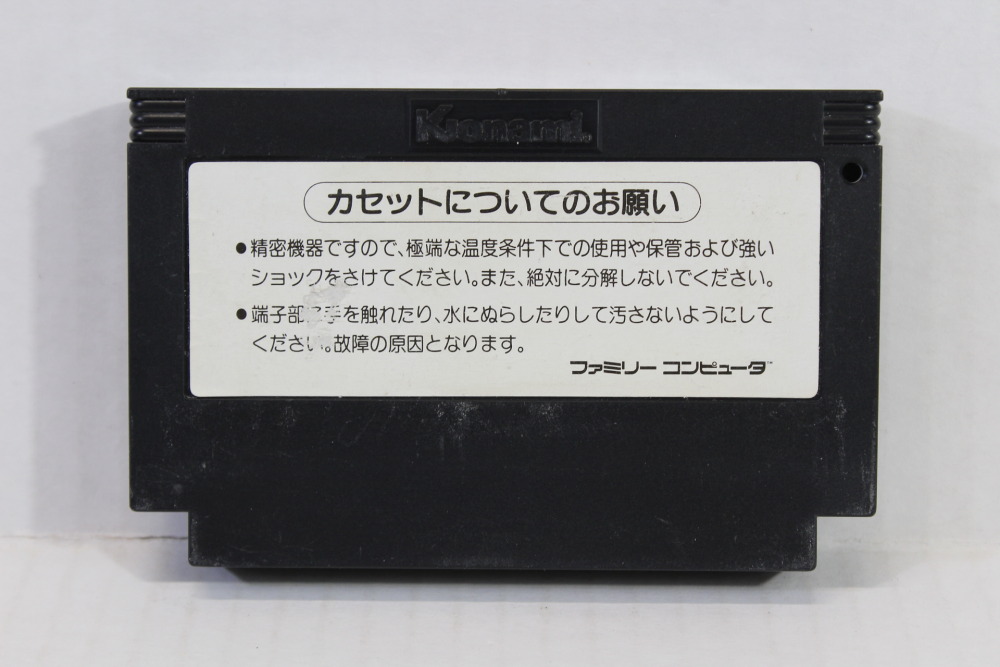 Konami
カセットについてのお願い
●精密機器ですので、極端な温度条件下での使用や保管および強い
ショックをさけてください。また、絶対に分解しないでください。
●端子部 手を触れたり、水にぬらしたりして汚さないようにして
ください。故障の原因となります。
ファミリー コンピュータ™